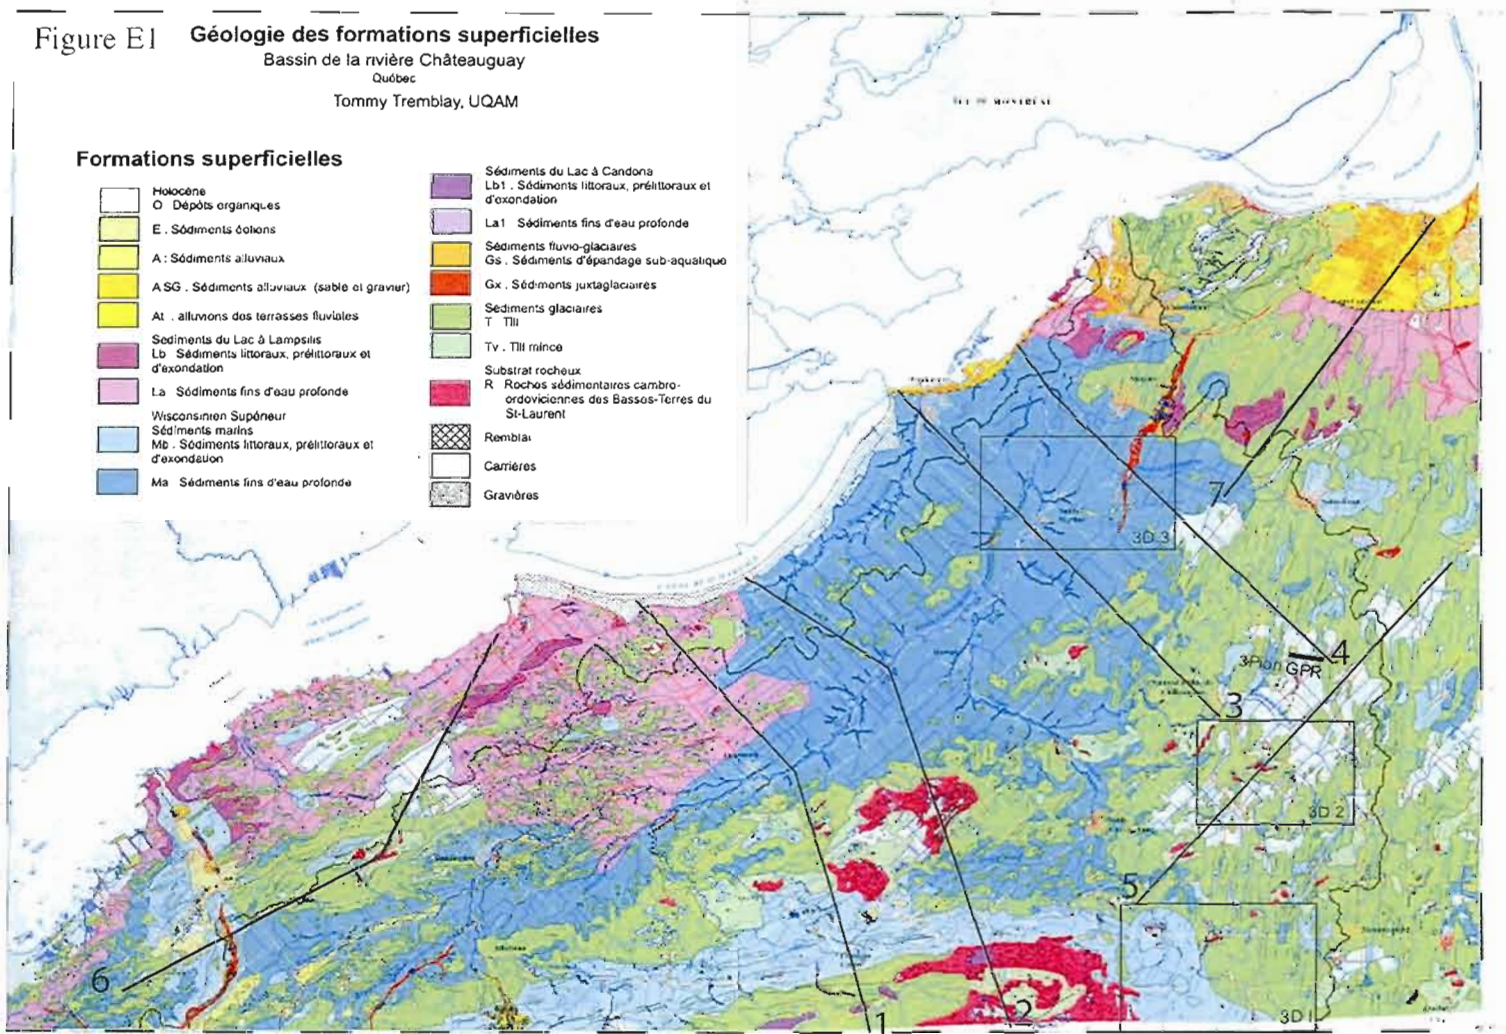 Figure E1
Géologie des formations superficielles
Bassin de la rivière Châteauguay
Québec
Tommy Tremblay, UQAM
Formations superficielles
Holocène
O Dépôts organiques
E . Sédiments éoliens
A : Sédiments alluviaux
ASG . Sédiments alluviaux (sable et gravier)
At . alluvions des terrasses fluviales
Sédiments du Lac à Lampsilis
Lb Sédiments littoraux, prélittoraux et
d'exondation
La Sédiments fins d'eau profonde
Wisconsinien Supérieur
Sédiments marins
Mb . Sédiments littoraux, prélittoraux et
d'exondation
Ma Sédiments fins d'eau profonde
Sédiments du Lac à Candona
Lb1 . Sédiments littoraux, prélittoraux et
d'exondation
La1 Sédiments fins d'eau profonde
Sédiments fluvio-glaciaires
Gs . Sédiments d'épandage sub-aquatique
Gx . Sédiments juxtaglaciaires
Sédiments glaciaires
T Till
Tv . Till mince
Substrat rocheux
R Roches sédimentaires cambro-
ordoviciennes des Basses-Terres du
St-Laurent
Remblai
Carrières
Gravières
ILE DE MONTRÉAL
7
3D 3
4
GPR
3
3D 2
5
6
1
2
3D 1